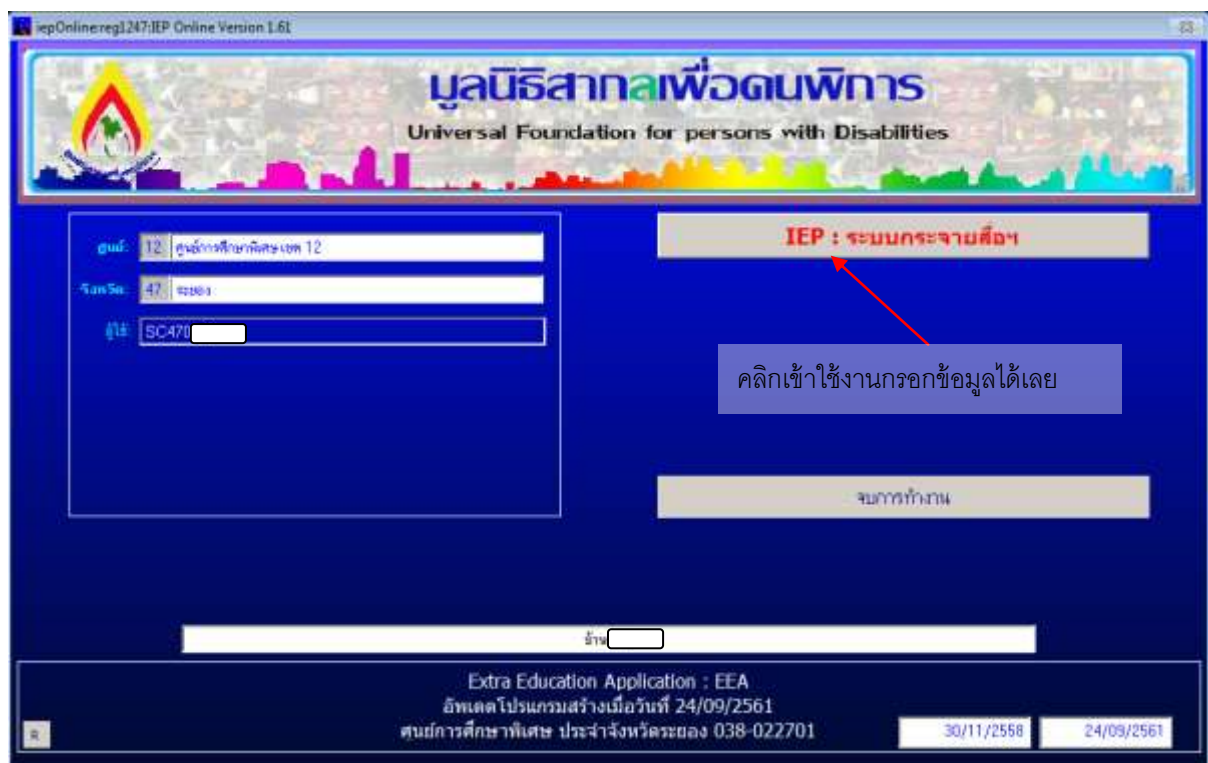 iepOnline:reg1247:IEP Online Version 1.61
มูลนิธิสากลเพื่อคนพิการ
Universal Foundation for persons with Disabilities
ศูนย์: 12 ศูนย์การศึกษาพิเศษ เขต 12
จังหวัด: 47 ระยอง
ผู้ใช้: SC470
IEP : ระบบกระจายสื่อฯ
คลิกเข้าใช้งานกรอกข้อมูลได้เลย
จบการทำงาน
Extra Education Application : EEA
อัพเดตโปรแกรมสร้างเมื่อวันที่ 24/09/2561
ศูนย์การศึกษาพิเศษ ประจำจังหวัดระยอง 038-022701
R
30/11/2558
24/09/2561